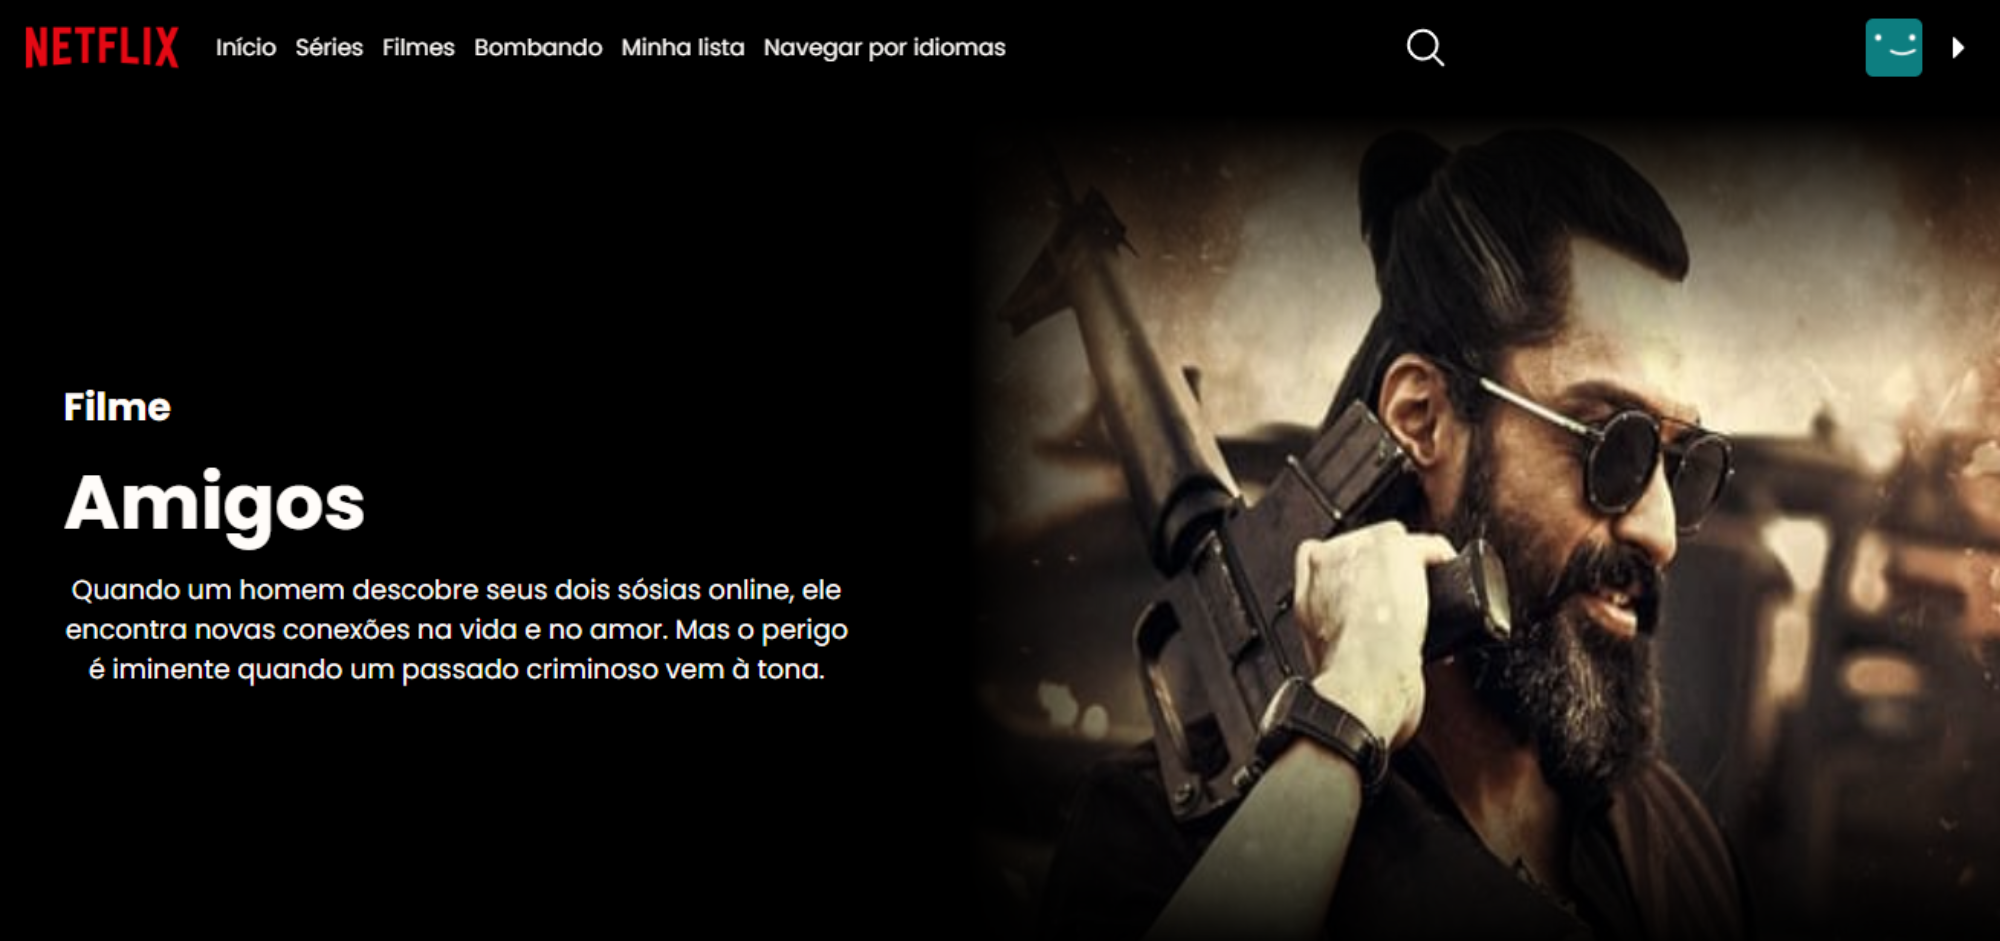 NETFLIX Início Séries Filmes Bombando Minha lista Navegar por idiomas
Filme
Amigos
Quando um homem descobre seus dois sósias online, ele
encontra novas conexões na vida e no amor. Mas o perigo
é iminente quando um passado criminoso vem à tona.